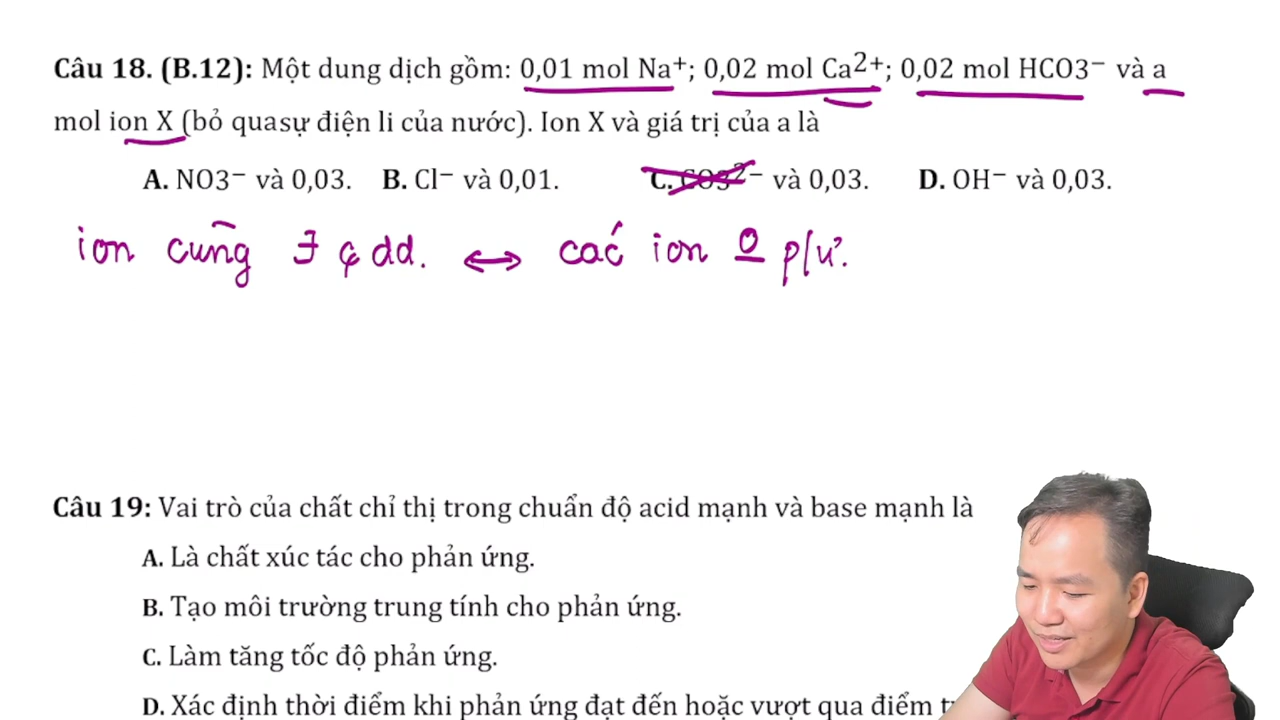 Câu 18. (B.12): Một dung dịch gồm: 0,01 mol Na⁺; 0,02 mol Ca²⁺; 0,02 mol HCO3⁻ và a
mol ion X (bỏ quasự điện li của nước). Ion X và giá trị của a là
A. NO3⁻ và 0,03. B. Cl⁻ và 0,01. C. CO3²⁻ và 0,03. D. OH⁻ và 0,03.
ion cùng ∃ dd. ⟷ các ion p/ư.
Câu 19: Vai trò của chất chỉ thị trong chuẩn độ acid mạnh và base mạnh là
A. Là chất xúc tác cho phản ứng.
B. Tạo môi trường trung tính cho phản ứng.
C. Làm tăng tốc độ phản ứng.
D. Xác định thời điểm khi phản ứng đạt đến hoặc vượt qua điểm